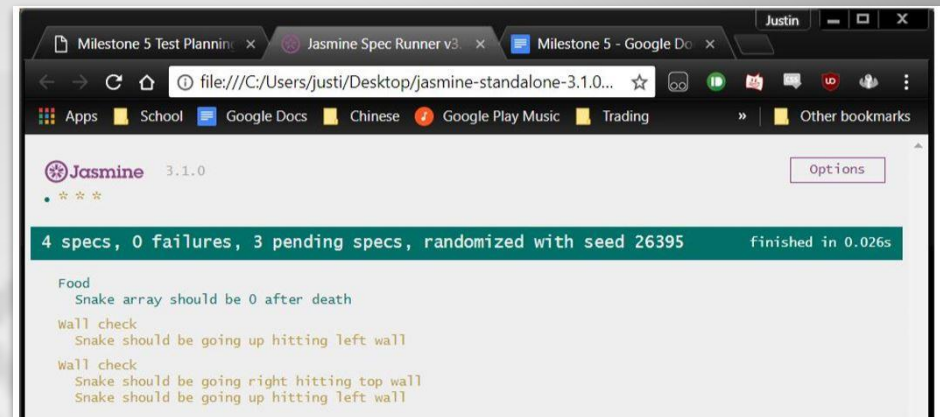 Justin
Milestone 5 Test Planning
Jasmine Spec Runner v3.
Milestone 5 - Google Do
file:///C:/Users/justi/Desktop/jasmine-standalone-3.1.0...
Apps School Google Docs Chinese Google Play Music Trading » Other bookmarks
Jasmine 3.1.0 Options
• * * *
4 specs, 0 failures, 3 pending specs, randomized with seed 26395 finished in 0.026s
Food
Snake array should be 0 after death
Wall check
Snake should be going up hitting left wall
Wall check
Snake should be going right hitting top wall
Snake should be going up hitting left wall